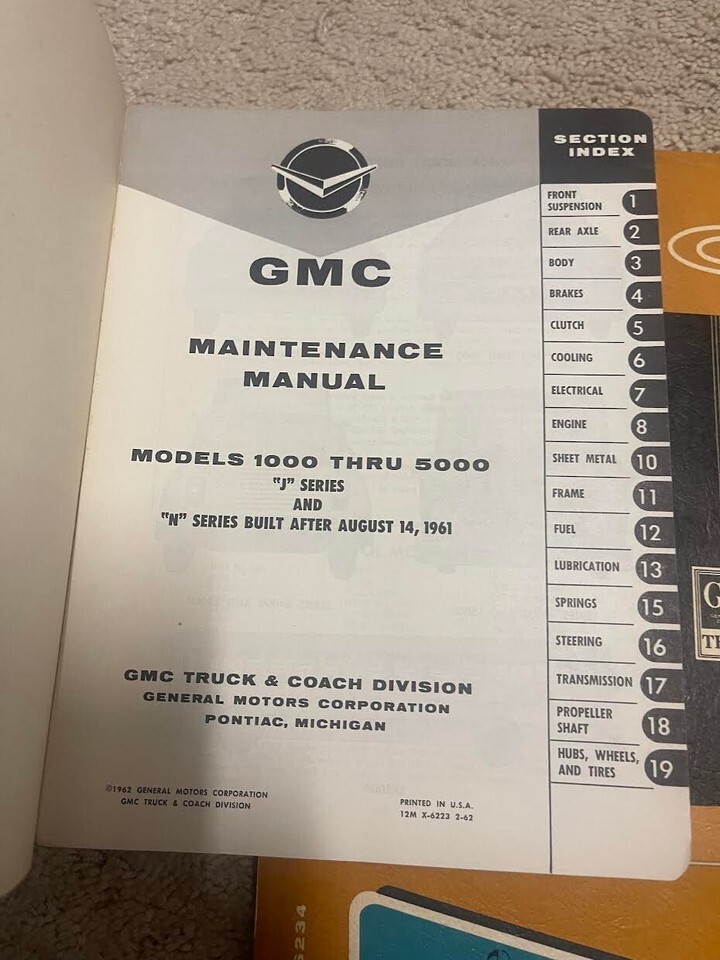 GMC
MAINTENANCE
MANUAL
MODELS 1000 THRU 5000
"J" SERIES
AND
"N" SERIES BUILT AFTER AUGUST 14, 1961
GMC TRUCK & COACH DIVISION
GENERAL MOTORS CORPORATION
PONTIAC, MICHIGAN
©1962 GENERAL MOTORS CORPORATION
GMC TRUCK & COACH DIVISION
PRINTED IN U.S.A.
12M X-6223 2-62
SECTION
INDEX
FRONT
SUSPENSION 1
REAR AXLE 2
BODY 3
BRAKES 4
CLUTCH 5
COOLING 6
ELECTRICAL 7
ENGINE 8
SHEET METAL 10
FRAME 11
FUEL 12
LUBRICATION 13
SPRINGS 15
STEERING 16
TRANSMISSION 17
PROPELLER
SHAFT 18
HUBS, WHEELS,
AND TIRES 19
6234